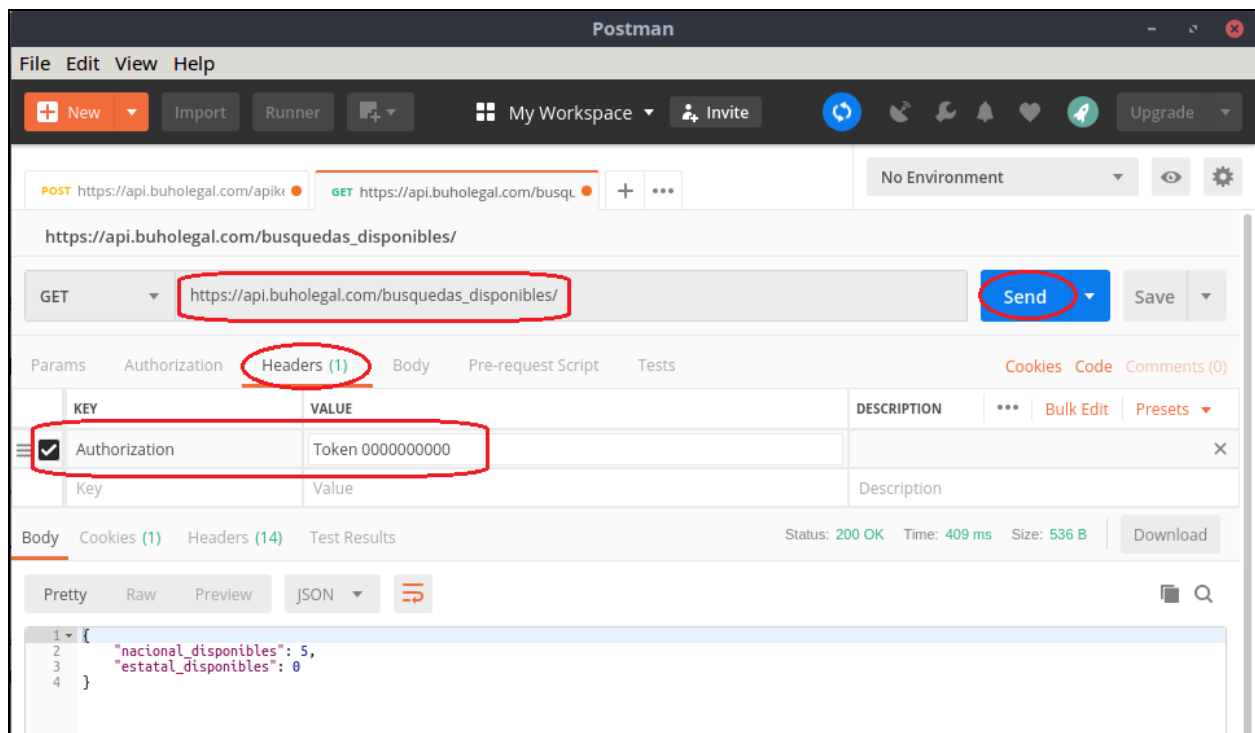 Postman
File Edit View Help
New Import Runner My Workspace Invite Upgrade
POST https://api.buholegal.com/apike GET https://api.buholegal.com/busqu No Environment
https://api.buholegal.com/busquedas_disponibles/
GET https://api.buholegal.com/busquedas_disponibles/ Send Save
Params Authorization Headers (1) Body Pre-request Script Tests Cookies Code Comments (0)
KEY VALUE DESCRIPTION Bulk Edit Presets
Authorization Token 0000000000
Key Value Description
Body Cookies (1) Headers (14) Test Results Status: 200 OK Time: 409 ms Size: 536 B Download
Pretty Raw Preview JSON
1 {
2 "nacional_disponibles": 5,
3 "estatal_disponibles": 0
4 }